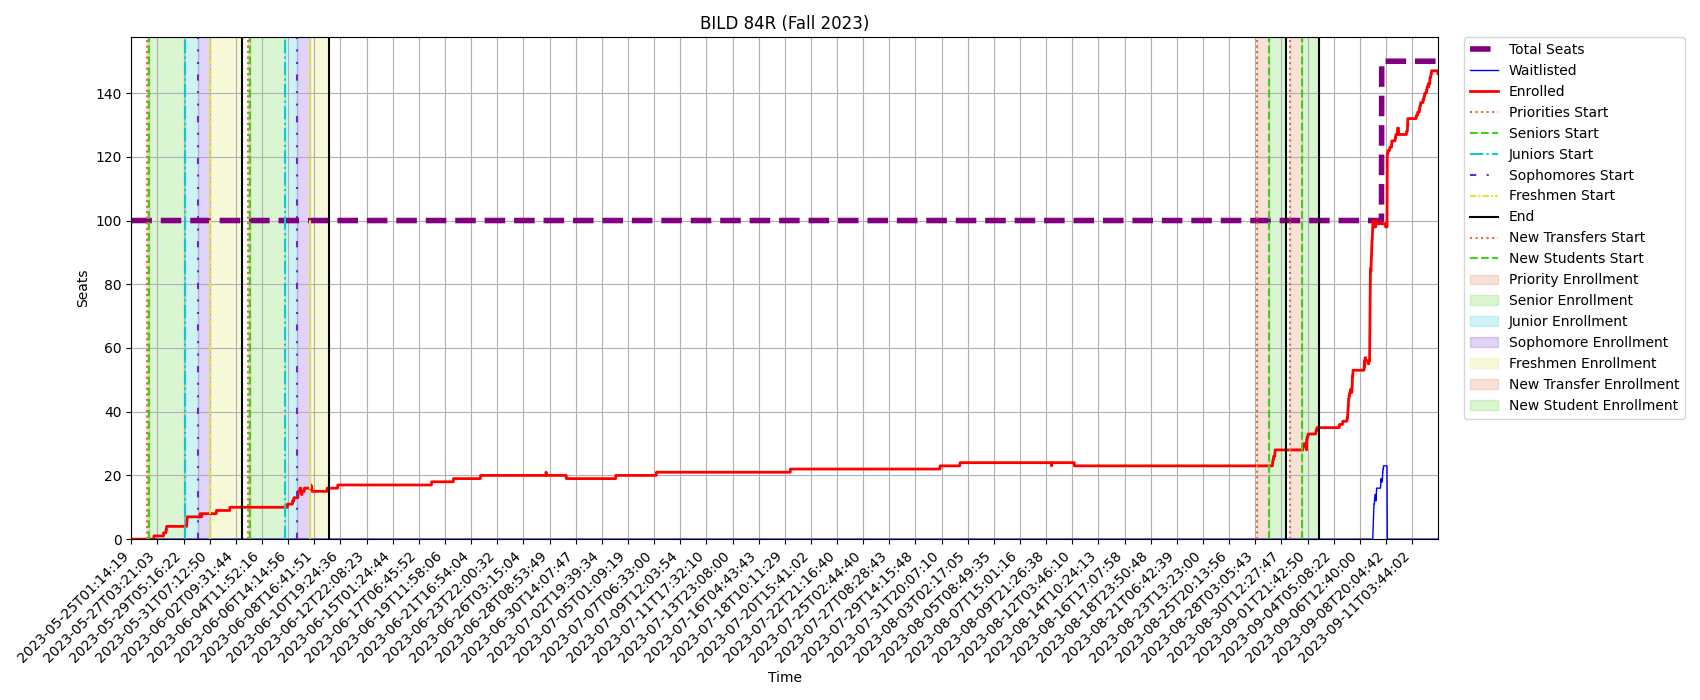 BILD 84R (Fall 2023)
Seats
140
120
100
80
60
40
20
0
2023-05-25T01:14:19
2023-05-27T03:21:03
2023-05-29T05:16:22
2023-05-31T07:12:50
2023-06-02T09:31:44
2023-06-04T11:52:16
2023-06-06T14:14:56
2023-06-08T16:41:51
2023-06-10T19:24:36
2023-06-12T22:08:23
2023-06-15T01:24:44
2023-06-17T06:45:52
2023-06-19T11:58:06
2023-06-21T16:54:04
2023-06-23T22:00:32
2023-06-26T03:15:04
2023-06-28T08:53:49
2023-06-30T14:07:47
2023-07-02T19:39:34
2023-07-05T01:09:19
2023-07-07T06:33:00
2023-07-09T12:03:54
2023-07-11T17:32:10
2023-07-13T23:08:00
2023-07-16T04:43:43
2023-07-18T10:11:29
2023-07-20T15:41:02
2023-07-22T21:16:40
2023-07-25T02:44:40
2023-07-27T08:28:43
2023-07-29T14:15:48
2023-07-31T20:07:10
2023-08-03T02:17:05
2023-08-05T08:49:35
2023-08-07T15:01:16
2023-08-09T21:26:38
2023-08-12T03:46:10
2023-08-14T10:24:13
2023-08-16T17:07:58
2023-08-18T23:50:48
2023-08-21T06:42:39
2023-08-23T13:23:00
2023-08-25T20:13:56
2023-08-28T03:05:43
2023-08-30T12:27:47
2023-09-01T21:42:50
2023-09-04T05:08:22
2023-09-06T12:40:00
2023-09-08T20:04:42
2023-09-11T03:44:02
Time
Total Seats
Waitlisted
Enrolled
Priorities Start
Seniors Start
Juniors Start
Sophomores Start
Freshmen Start
End
New Transfers Start
New Students Start
Priority Enrollment
Senior Enrollment
Junior Enrollment
Sophomore Enrollment
Freshmen Enrollment
New Transfer Enrollment
New Student Enrollment